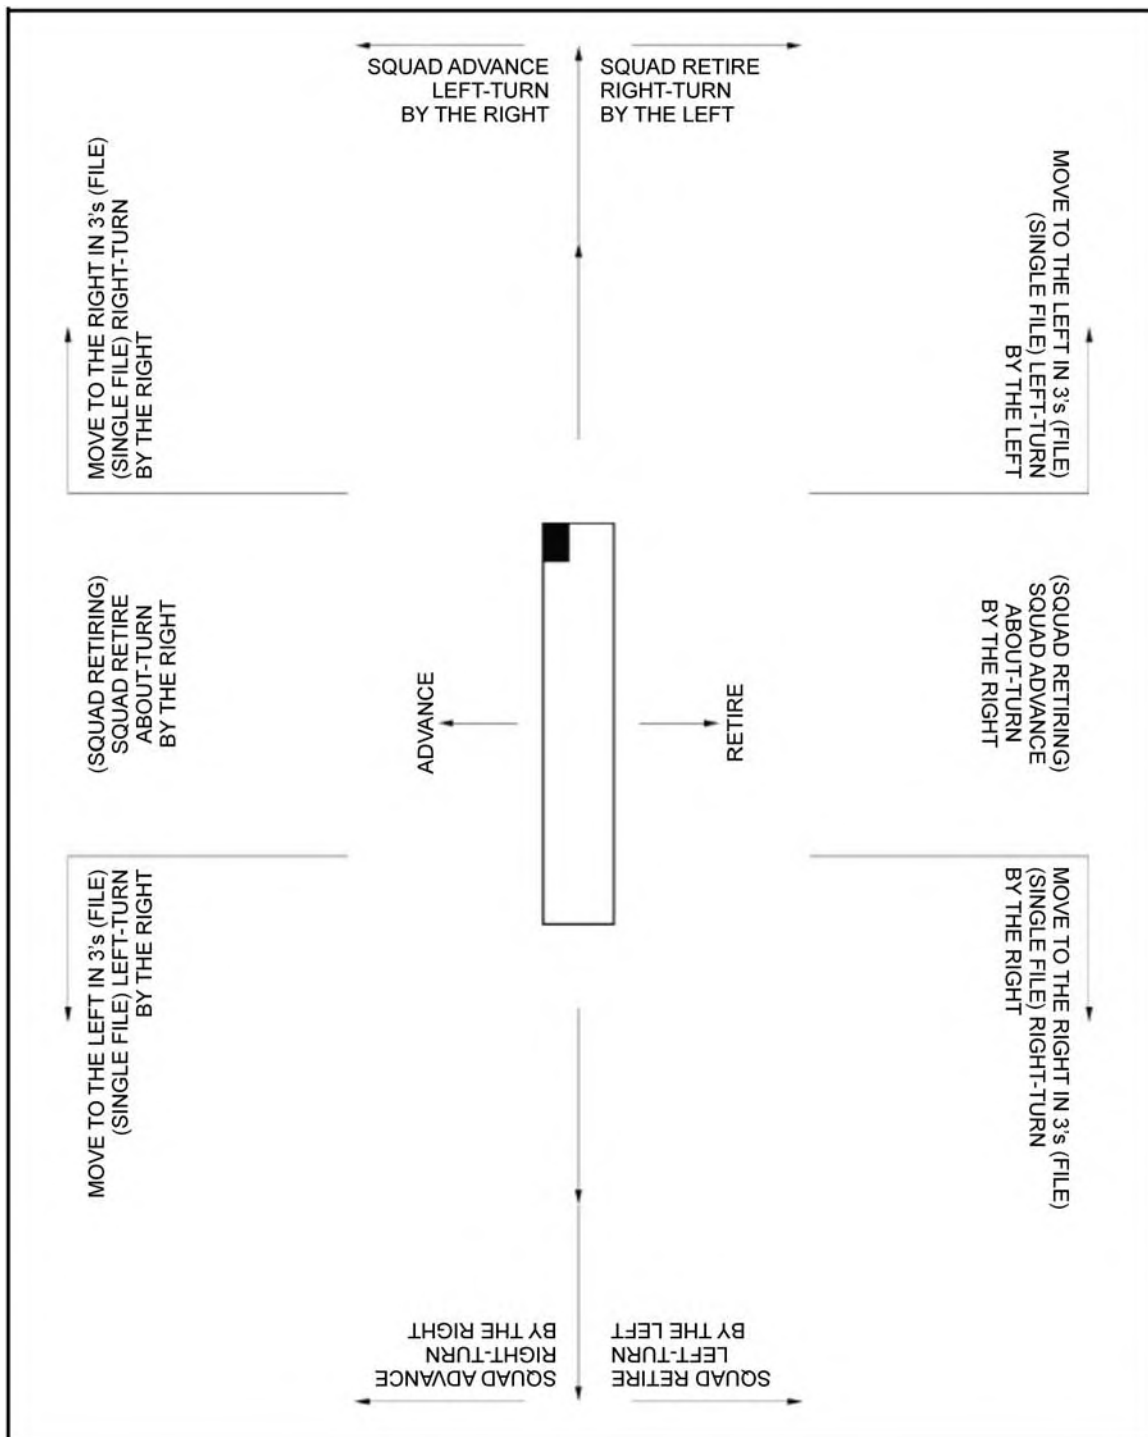 SQUAD ADVANCE
LEFT-TURN
BY THE RIGHT
SQUAD RETIRE
RIGHT-TURN
BY THE LEFT
MOVE TO THE RIGHT IN 3's (FILE)
(SINGLE FILE) RIGHT-TURN
BY THE RIGHT
MOVE TO THE LEFT IN 3's (FILE)
(SINGLE FILE) LEFT-TURN
BY THE LEFT
(SQUAD RETIRING)
SQUAD RETIRE
ABOUT-TURN
BY THE RIGHT
ADVANCE
RETIRE
(SQUAD RETIRING)
SQUAD ADVANCE
ABOUT-TURN
BY THE RIGHT
MOVE TO THE LEFT IN 3's (FILE)
(SINGLE FILE) LEFT-TURN
BY THE RIGHT
MOVE TO THE RIGHT IN 3's (FILE)
(SINGLE FILE) RIGHT-TURN
BY THE RIGHT
SQUAD ADVANCE
RIGHT-TURN
BY THE RIGHT
SQUAD RETIRE
LEFT-TURN
BY THE LEFT